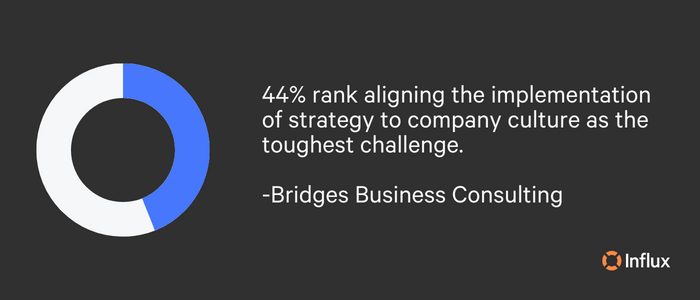 44% rank aligning the implementation
of strategy to company culture as the
toughest challenge.
-Bridges Business Consulting
Influx